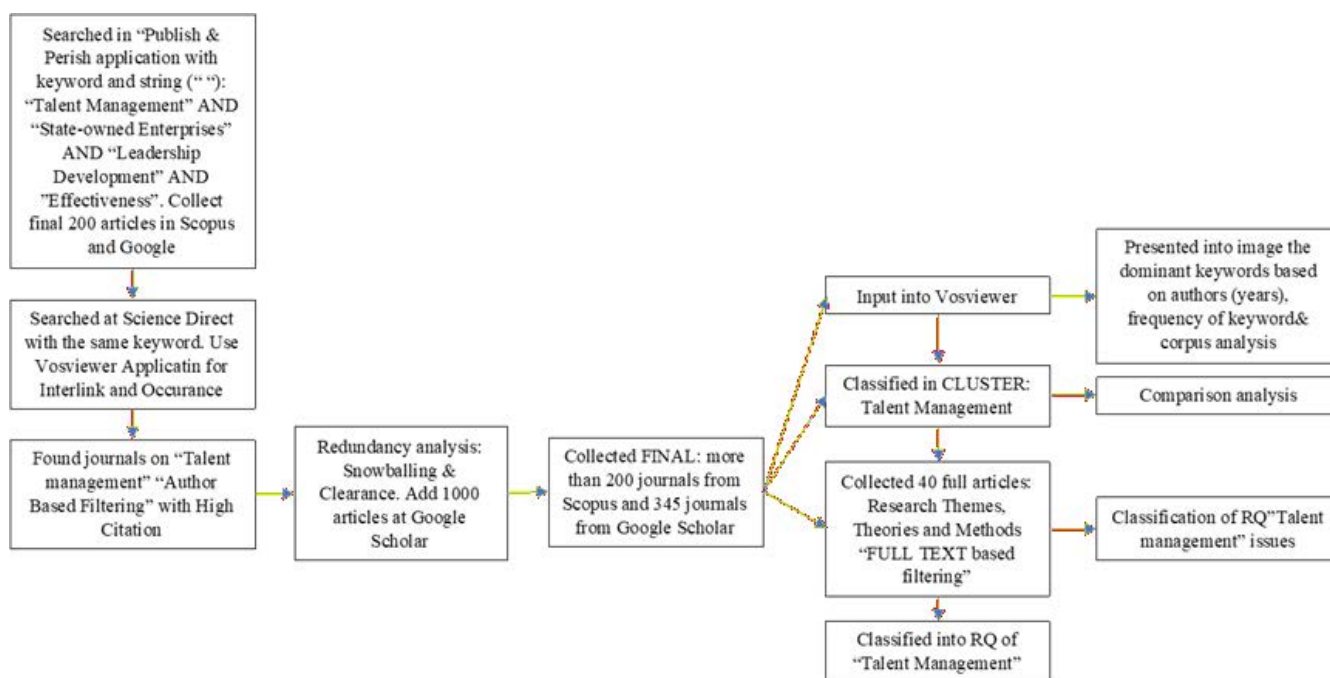 Searched in “Publish &
Perish application with
keyword and string (“ “):
“Talent Management” AND
“State-owned Enterprises”
AND “Leadership
Development” AND
”Effectiveness”. Collect
final 200 articles in Scopus
and Google
Searched at Science Direct
with the same keyword. Use
Vosviewer Applicatin for
Interlink and Occurance
Found journals on “Talent
management” “Author
Based Filtering” with High
Citation
Redundancy analysis:
Snowballing &
Clearance. Add 1000
articles at Google
Scholar
Collected FINAL: more
than 200 journals from
Scopus and 345 journals
from Google Scholar
Input into Vosviewer
Presented into image the
dominant keywords based
on authors (years),
frequency of keyword&
corpus analysis
Classified in CLUSTER:
Talent Management
Comparison analysis
Collected 40 full articles:
Research Themes,
Theories and Methods
“FULL TEXT based
filtering”
Classification of RQ”Talent
management” issues
Classified into RQ of
“Talent Management”